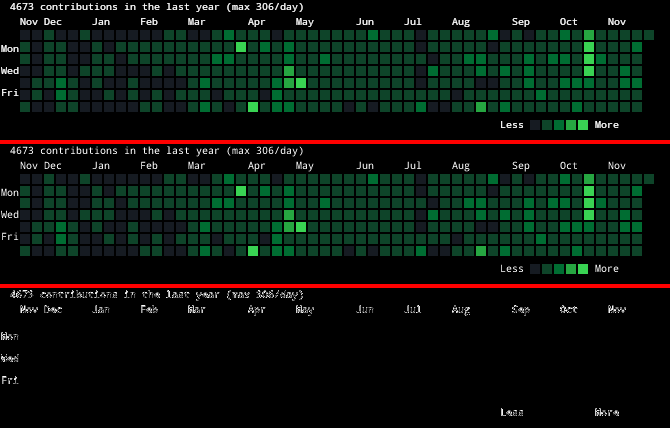 4673 contributions in the last year (max 306/day)
Nov Dec Jan Feb Mar Apr May Jun Jul Aug Sep Oct Nov
Mon
Wed
Fri
Less More
4673 contributions in the last year (max 306/day)
Nov Dec Jan Feb Mar Apr May Jun Jul Aug Sep Oct Nov
Mon
Wed
Fri
Less More
4673 contributions in the last year (max 306/day)
Nov Dec Jan Feb Mar Apr May Jun Jul Aug Sep Oct Nov
Mon
Wed
Fri
Less More